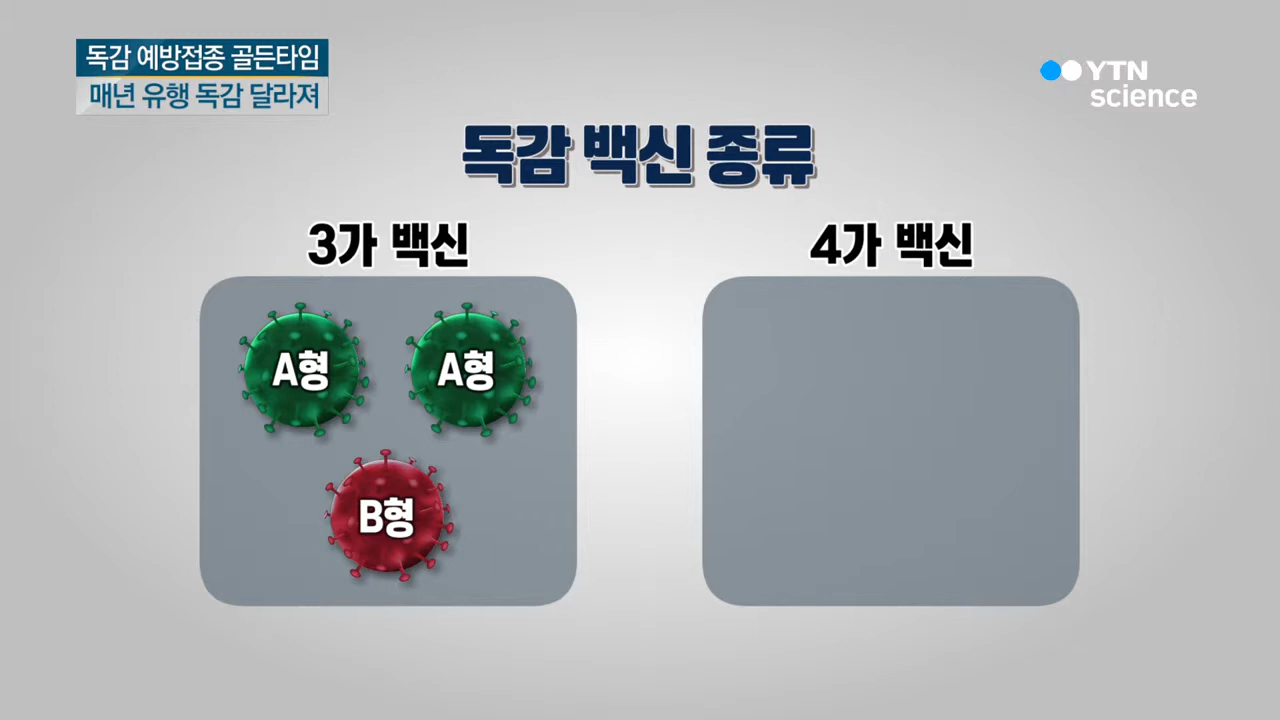 독감 예방접종 골든타임
매년 유행 독감 달라져
YTN
science
독감 백신 종류
3가 백신
4가 백신
A형
A형
B형